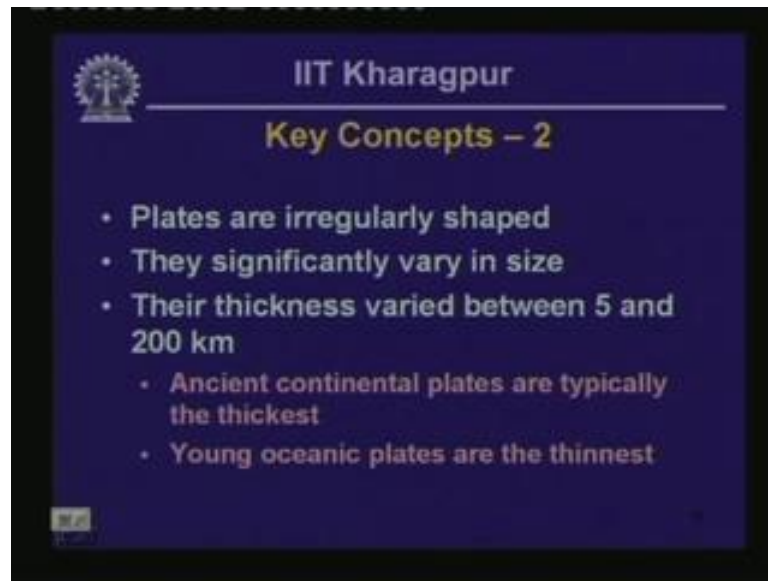 IIT Kharagpur
Key Concepts – 2
• Plates are irregularly shaped
• They significantly vary in size
• Their thickness varied between 5 and
200 km
• Ancient continental plates are typically
the thickest
• Young oceanic plates are the thinnest